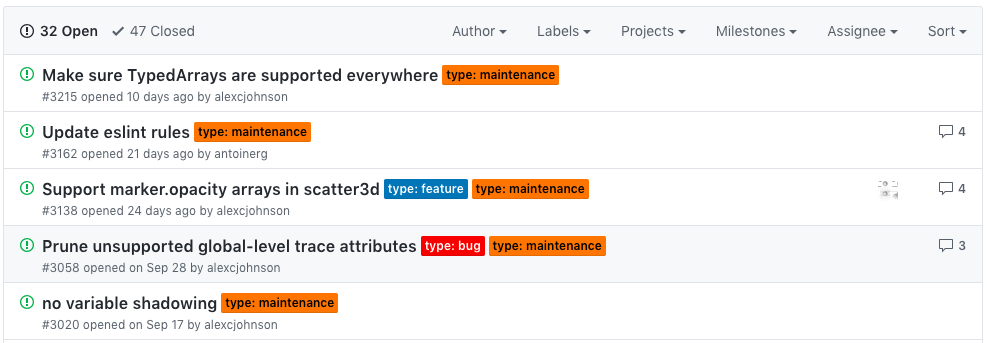 32 Open 47 Closed Author Labels Projects Milestones Assignee Sort
Make sure TypedArrays are supported everywhere type: maintenance
#3215 opened 10 days ago by alexcjohnson
Update eslint rules type: maintenance 4
#3162 opened 21 days ago by antoinerg
Support marker.opacity arrays in scatter3d type: feature type: maintenance 4
#3138 opened 24 days ago by alexcjohnson
Prune unsupported global-level trace attributes type: bug type: maintenance 3
#3058 opened on Sep 28 by alexcjohnson
no variable shadowing type: maintenance
#3020 opened on Sep 17 by alexcjohnson